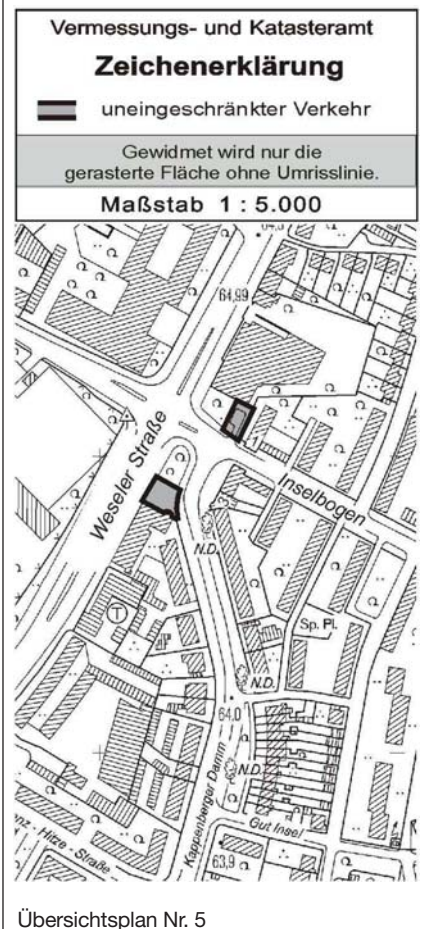 Vermessungs- und Katasteramt
Zeichenerklärung
uneingeschränkter Verkehr
Gewidmet wird nur die
gerasterte Fläche ohne Umrisslinie.
Maßstab 1 : 5.000
64,99
Weseler Straße
1
Inselbogen
N.D.
Sp. Pl.
T
N.D.
64,0
N.D.
Kappenberger Damm
Gut Insel
nz - Hitze - Straße
63,9
Übersichtsplan Nr. 5